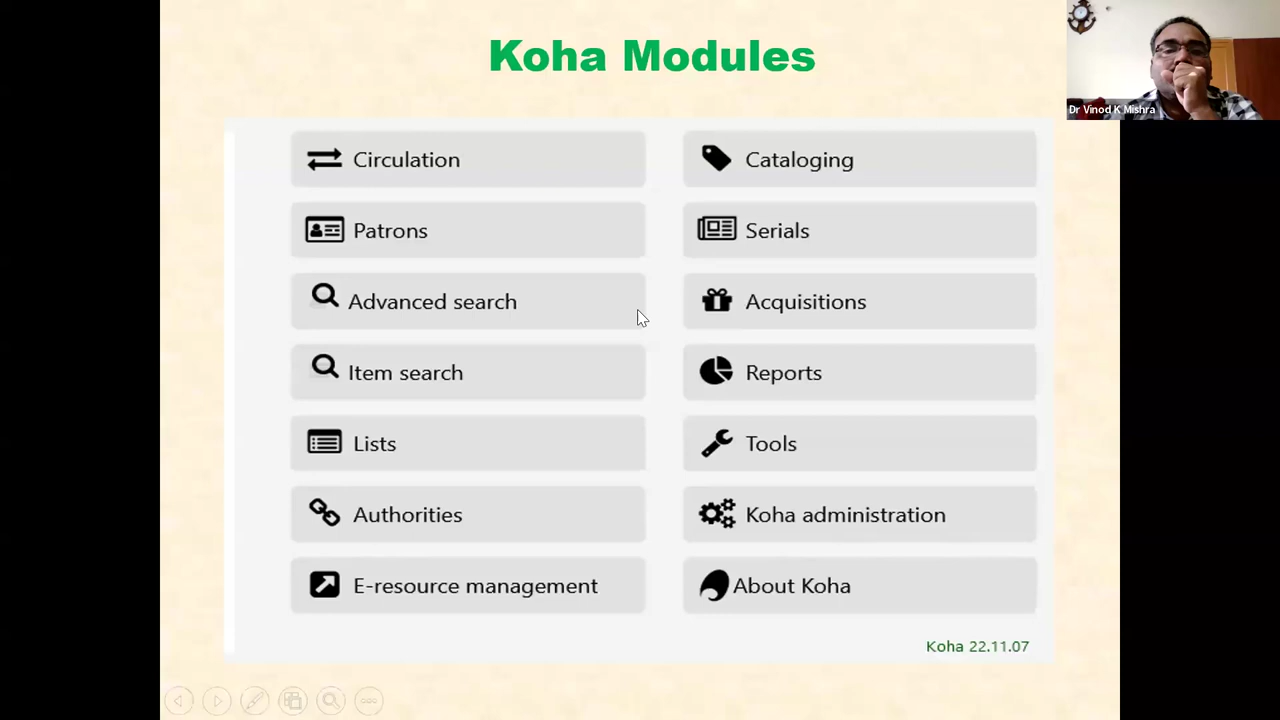 Koha Modules
Dr Vinod K Mishra
Circulation
Cataloging
Patrons
Serials
Advanced search
Acquisitions
Item search
Reports
Lists
Tools
Authorities
Koha administration
E-resource management
About Koha
Koha 22.11.07